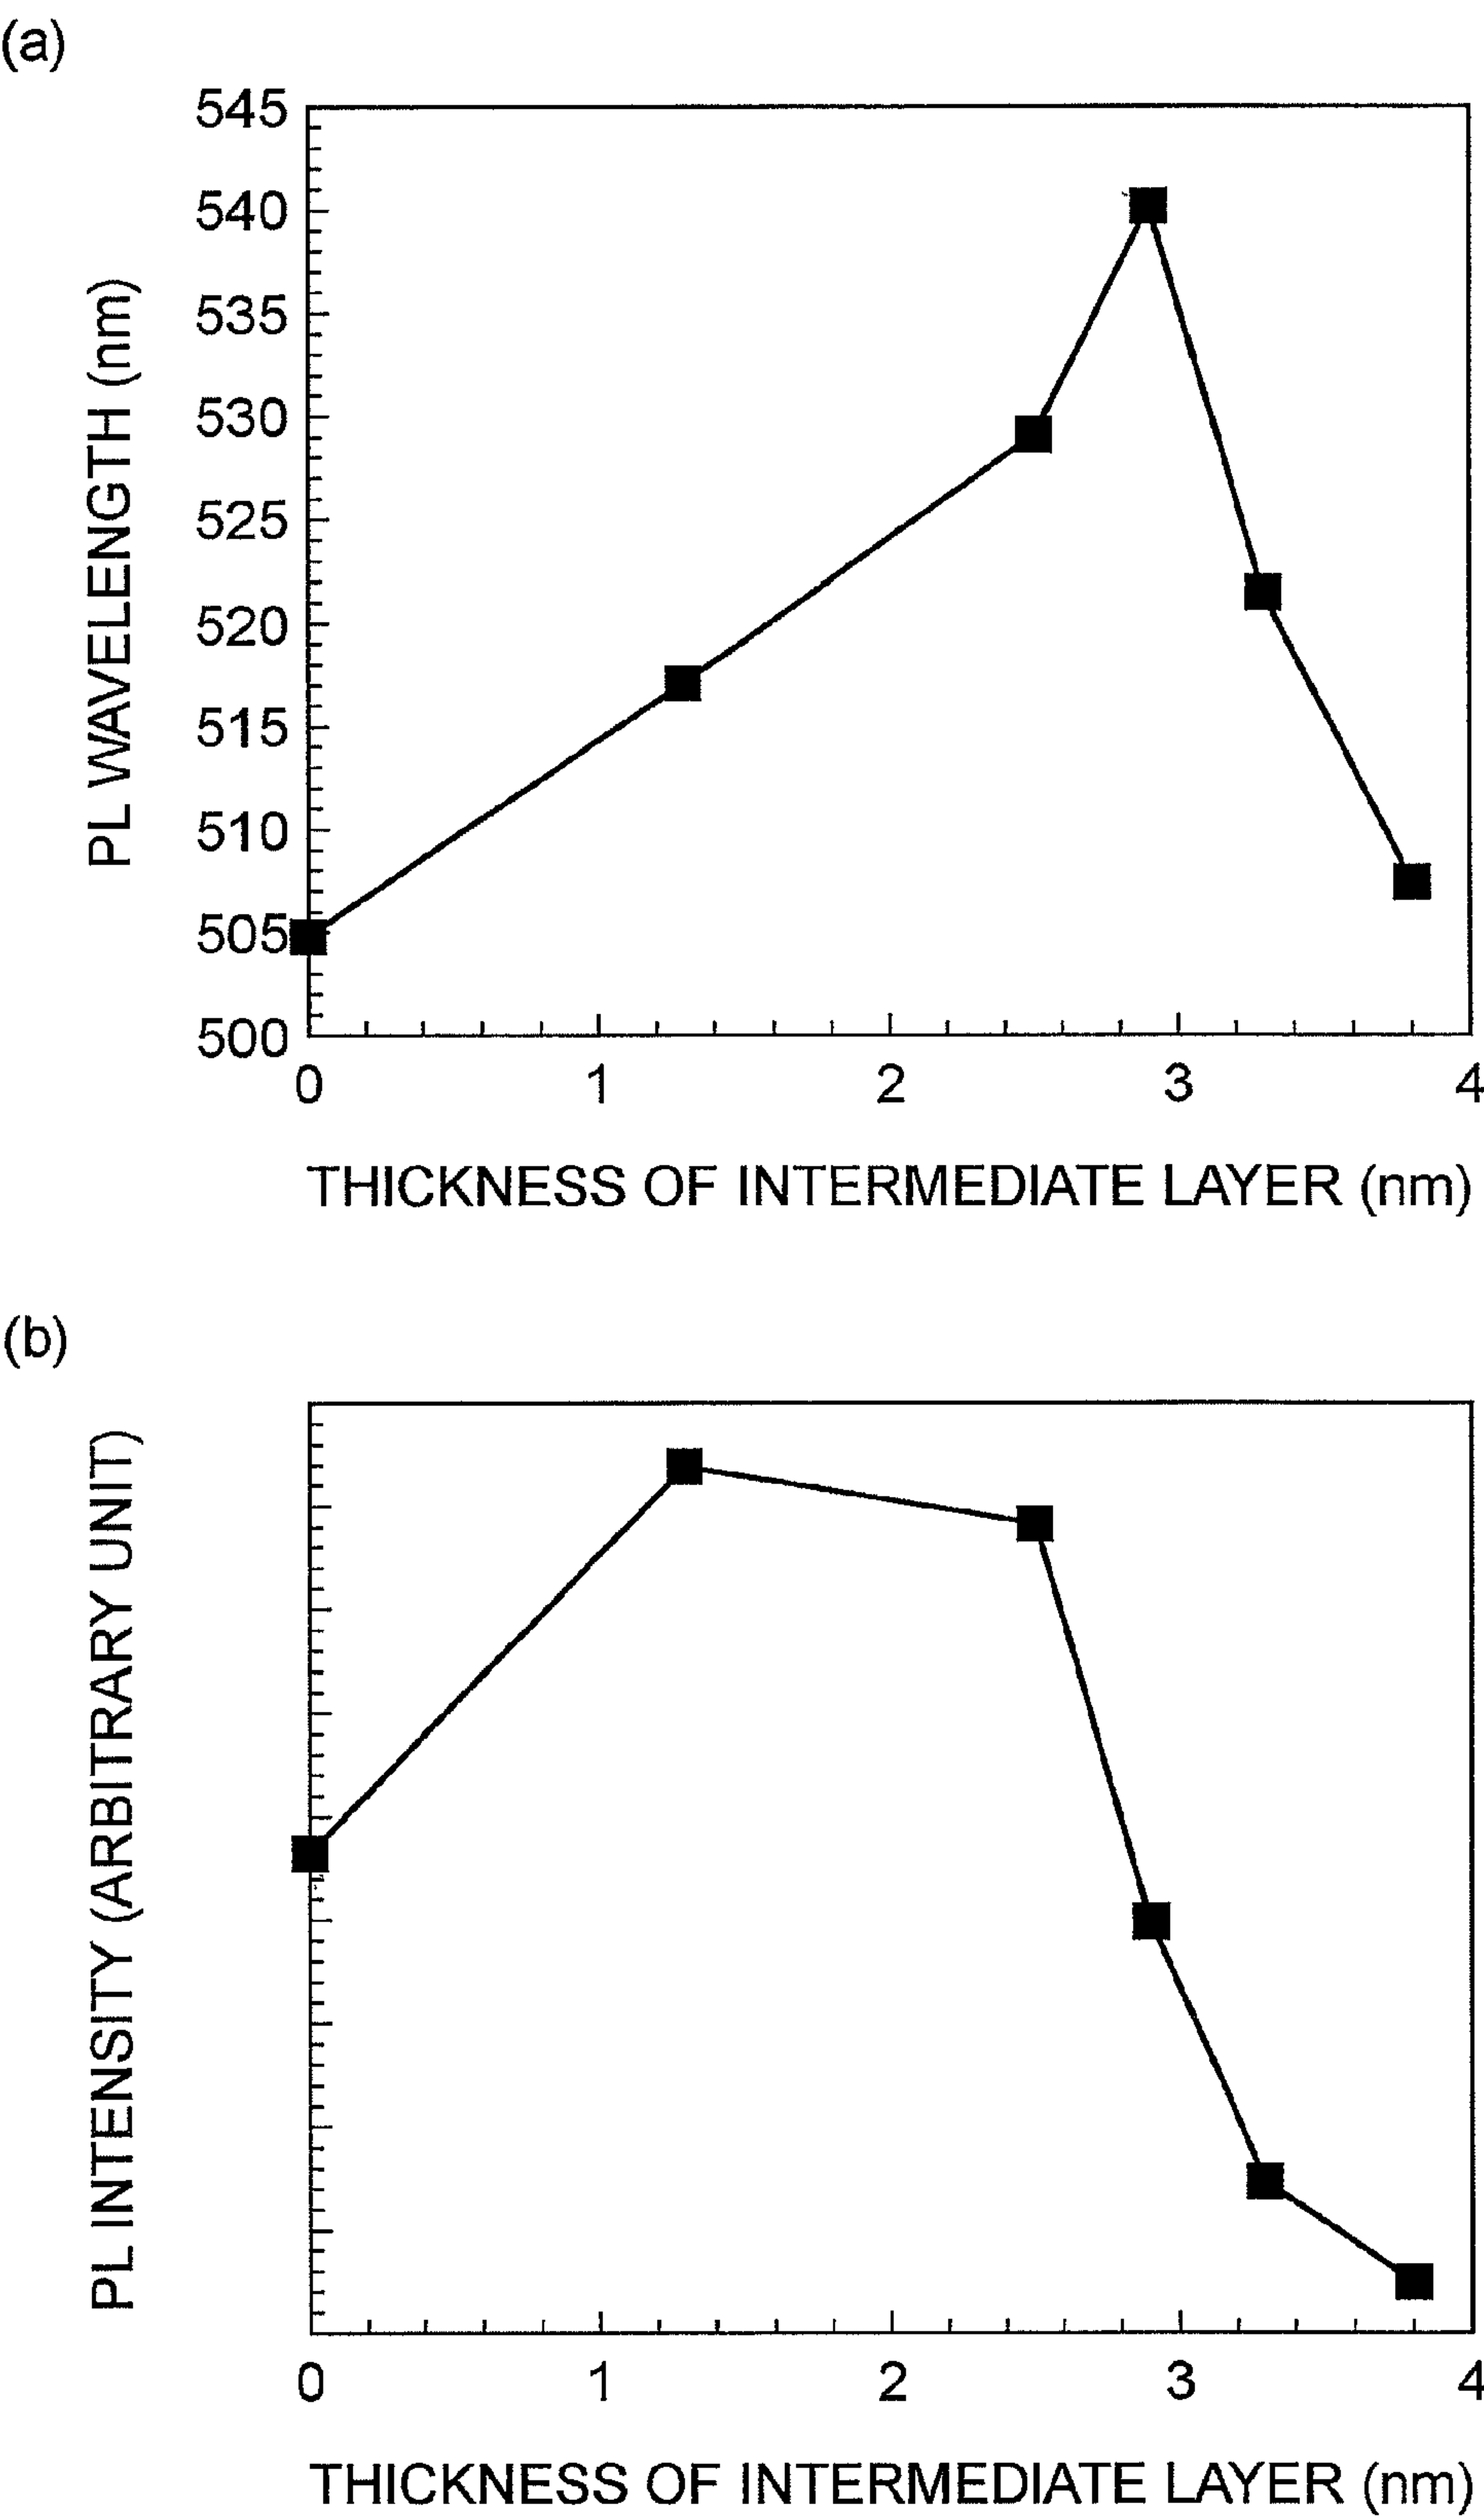 (a)
PL WAVELENGTH (nm)
545
540
535
530
525
520
515
510
505
500
0 1 2 3 4
THICKNESS OF INTERMEDIATE LAYER (nm)
(b)
PL INTENSITY (ARBITRARY UNIT)
0 1 2 3 4
THICKNESS OF INTERMEDIATE LAYER (nm)